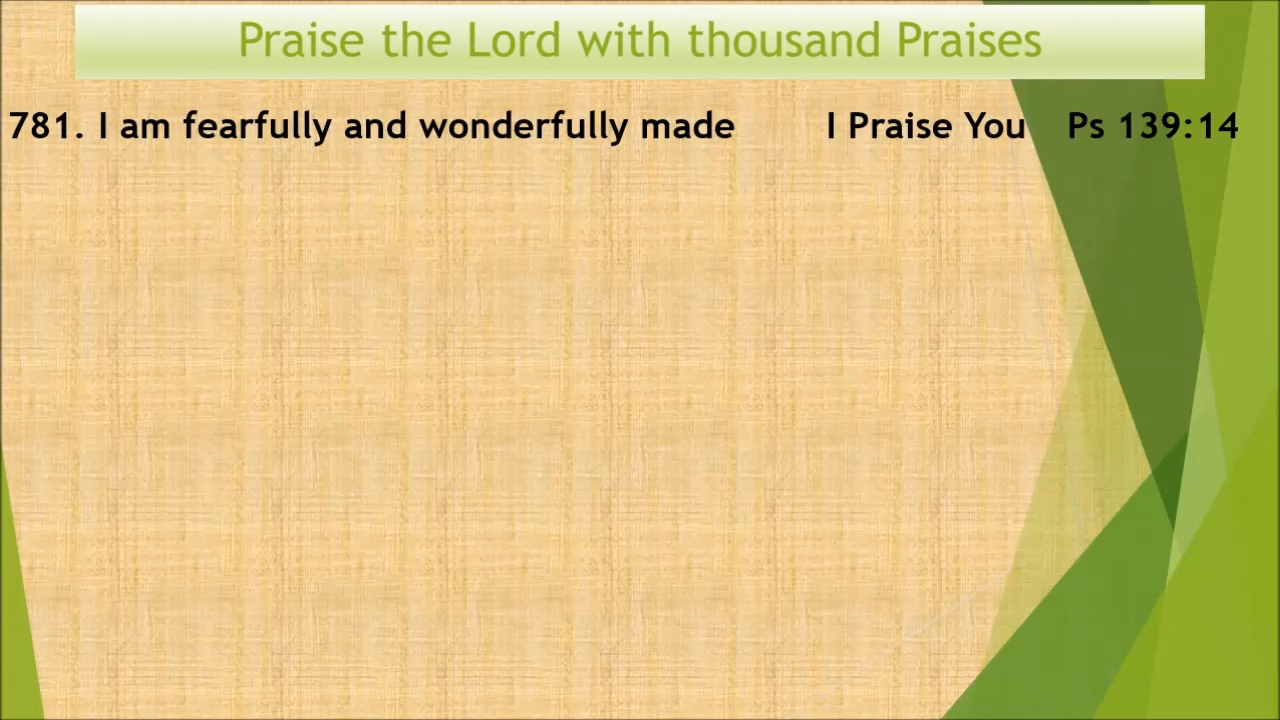 Praise the Lord with thousand Praises
781. I am fearfully and wonderfully made I Praise You Ps 139:14